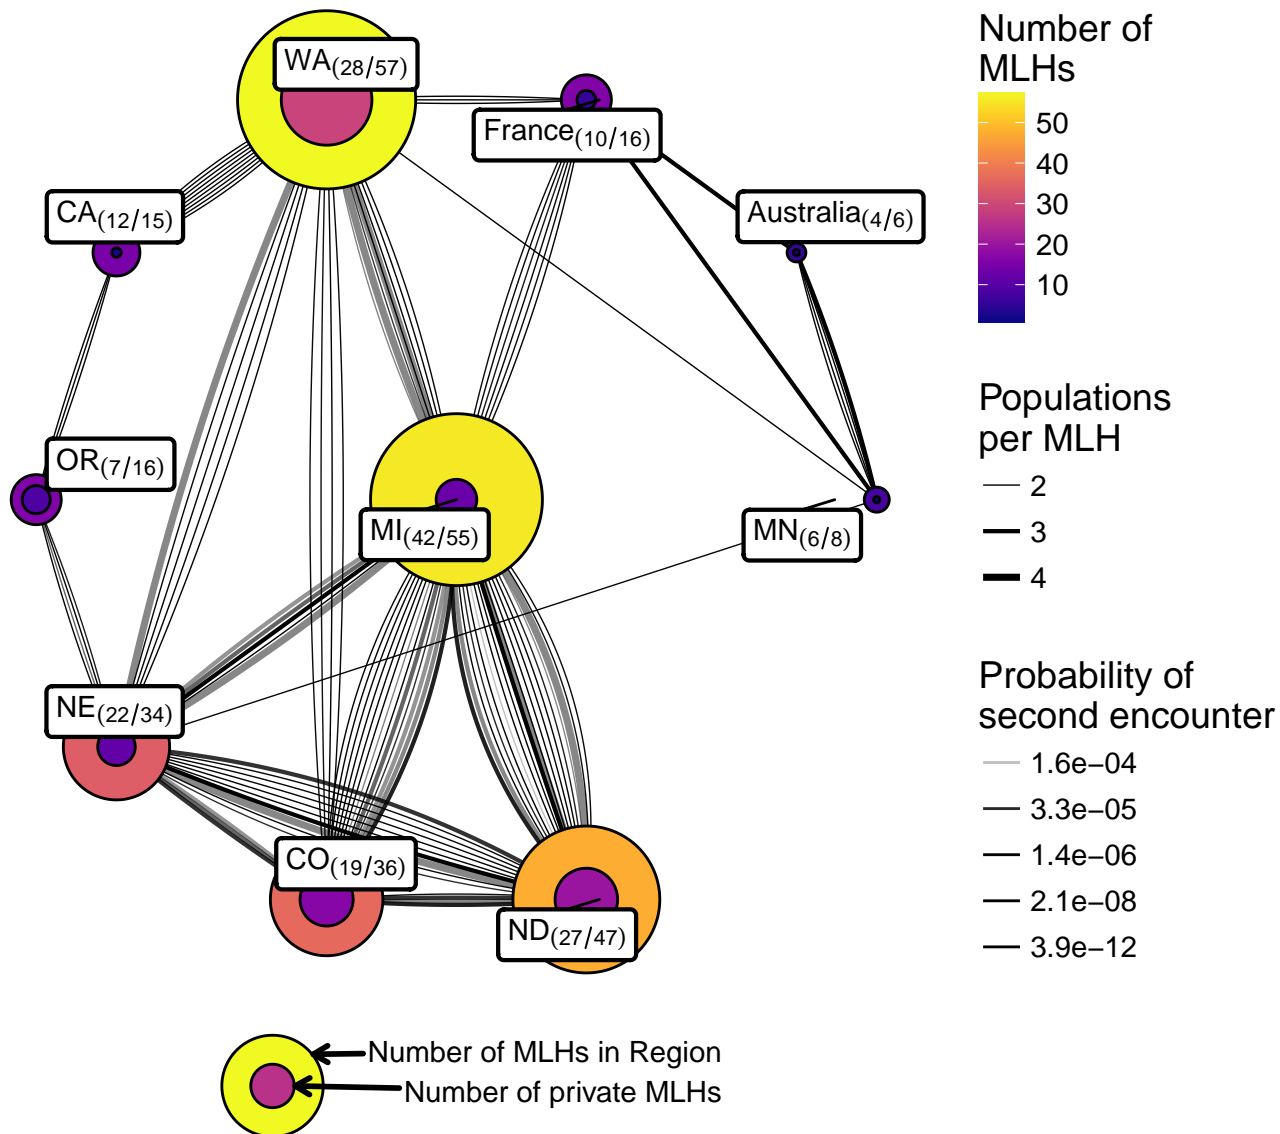 WA(28/57)
France(10/16)
CA(12/15)
Australia(4/6)
OR(7/16)
MI(42/55)
MN(6/8)
NE(22/34)
CO(19/36)
ND(27/47)
Number of MLHs in Region
Number of private MLHs
Number of
MLHs
50
40
30
20
10
Populations
per MLH
2
3
4
Probability of
second encounter
1.6e−04
3.3e−05
1.4e−06
2.1e−08
3.9e−12